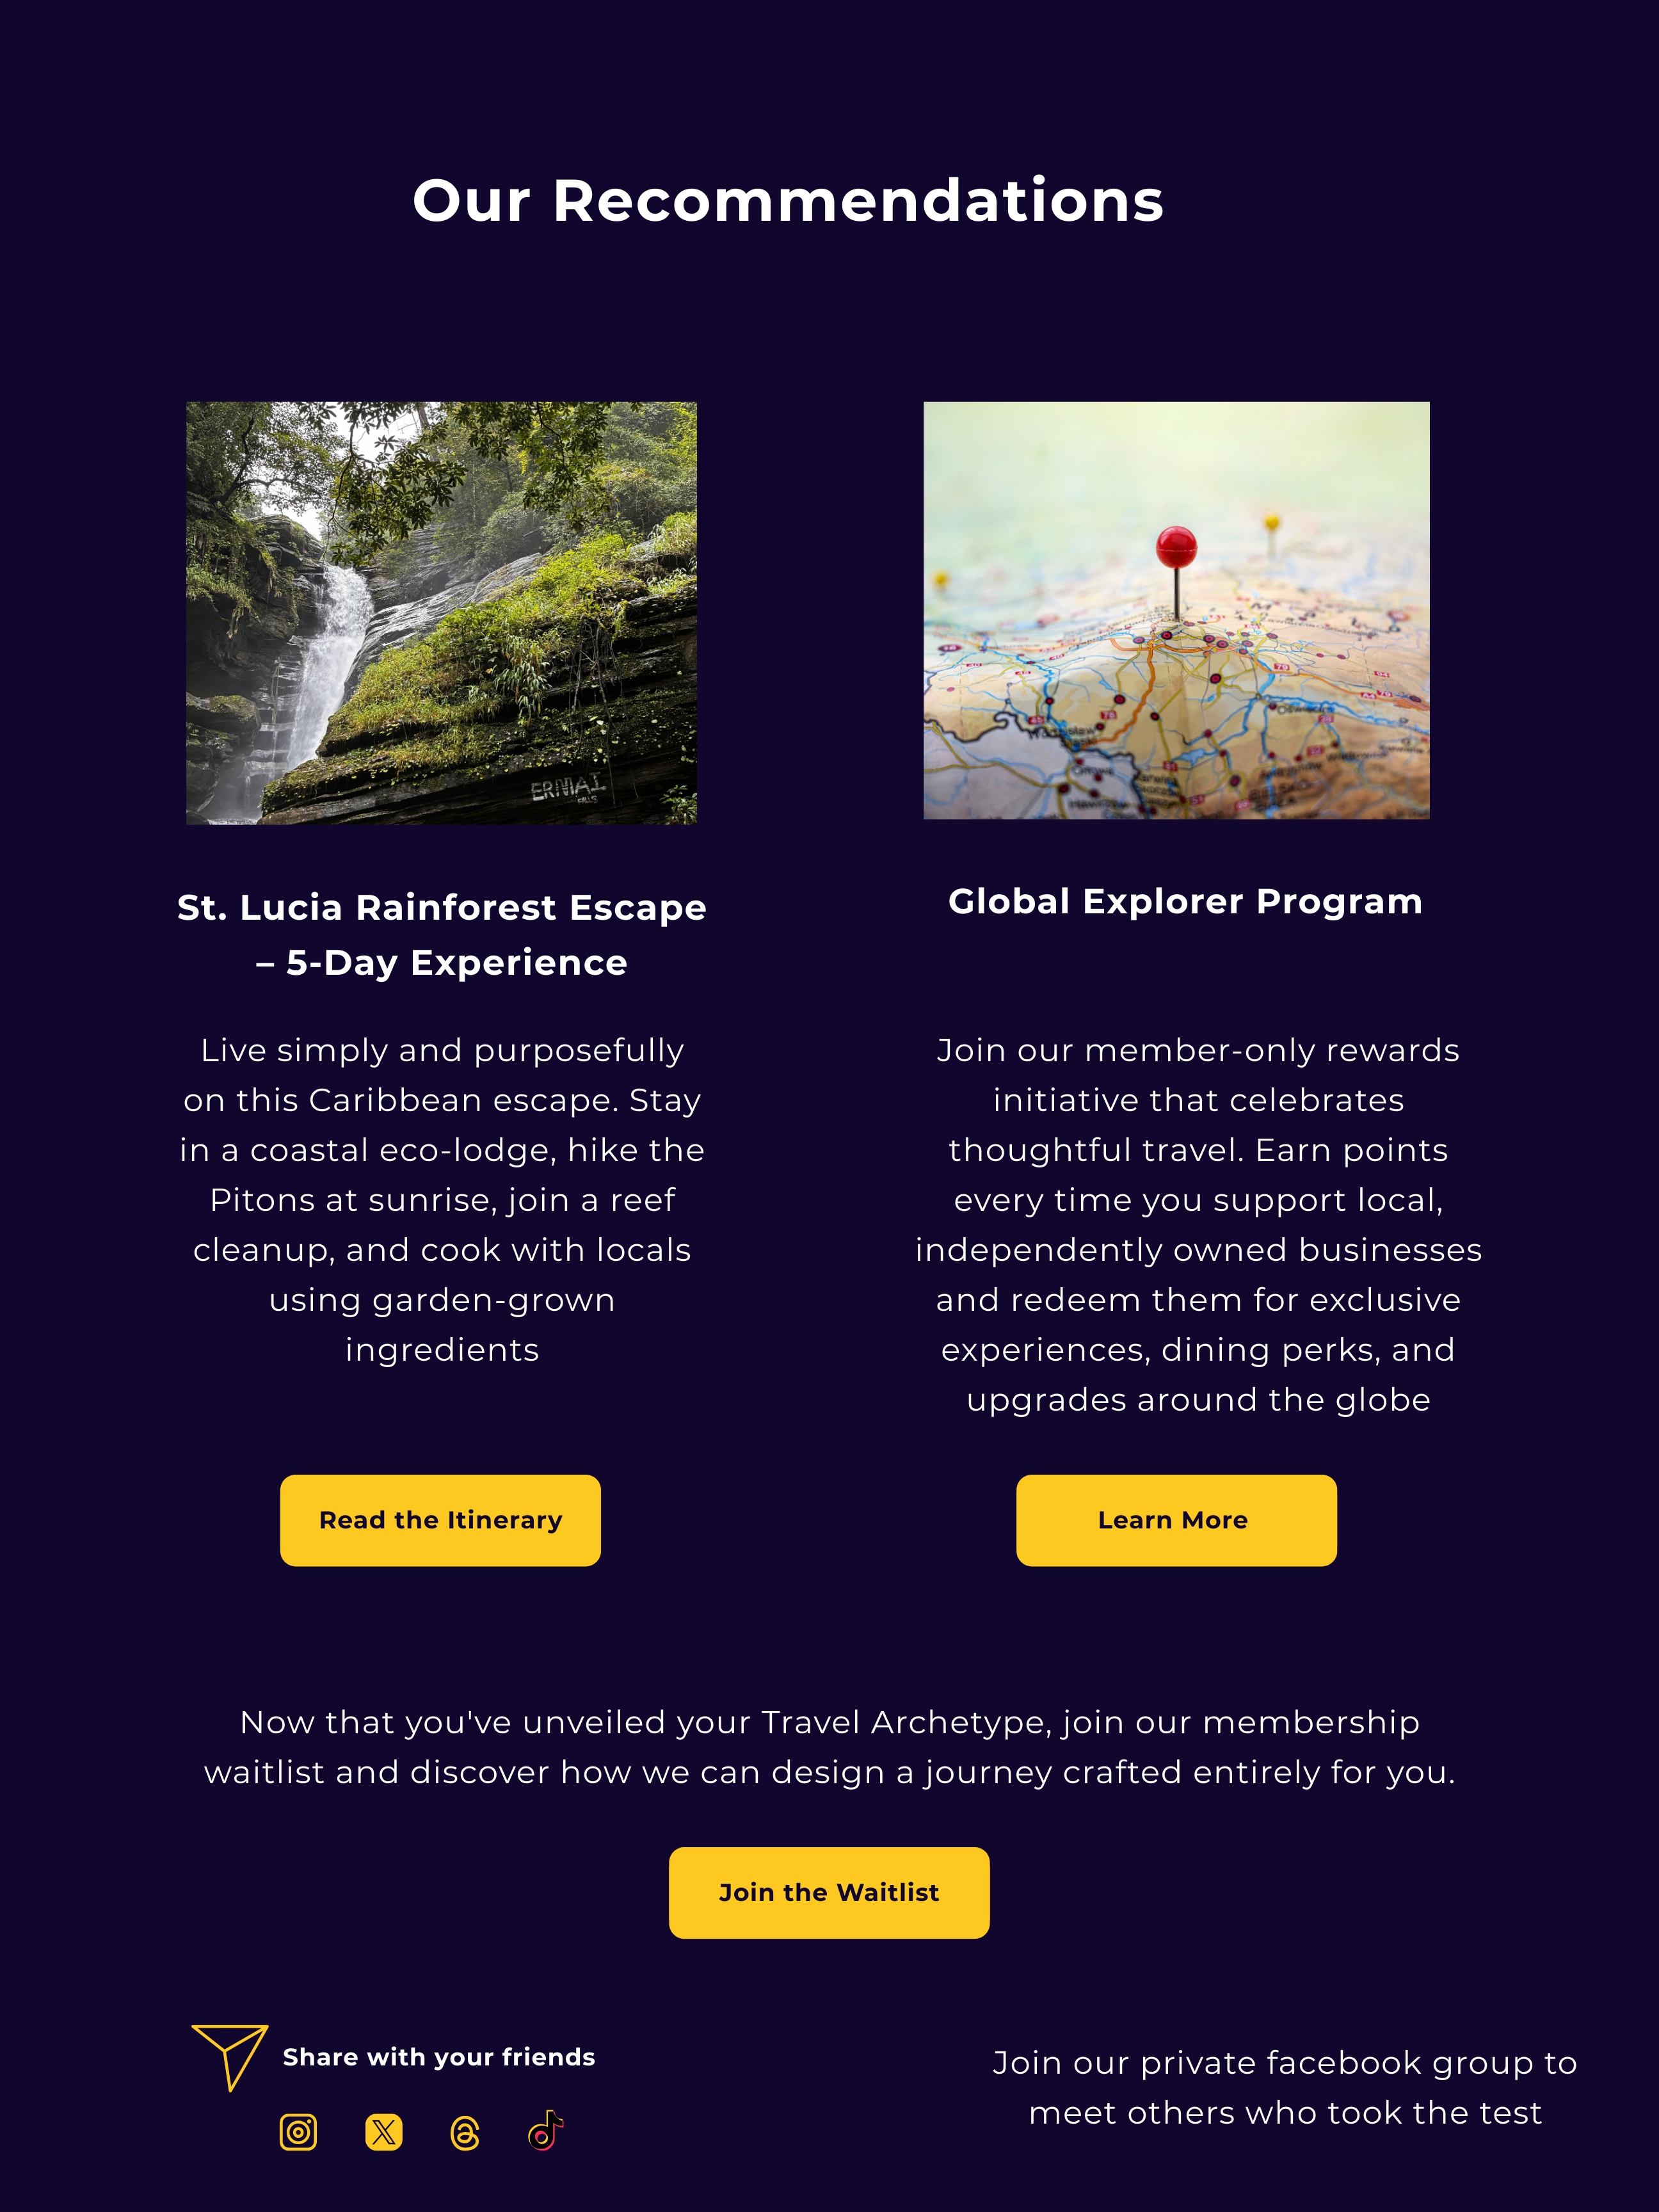 Our Recommendations
ERMAI
FALLS
St. Lucia Rainforest Escape
– 5-Day Experience
Live simply and purposefully
on this Caribbean escape. Stay
in a coastal eco-lodge, hike the
Pitons at sunrise, join a reef
cleanup, and cook with locals
using garden-grown
ingredients
Read the Itinerary
Global Explorer Program
Join our member-only rewards
initiative that celebrates
thoughtful travel. Earn points
every time you support local,
independently owned businesses
and redeem them for exclusive
experiences, dining perks, and
upgrades around the globe
Learn More
Now that you've unveiled your Travel Archetype, join our membership
waitlist and discover how we can design a journey crafted entirely for you.
Join the Waitlist
Share with your friends
Join our private facebook group to
meet others who took the test